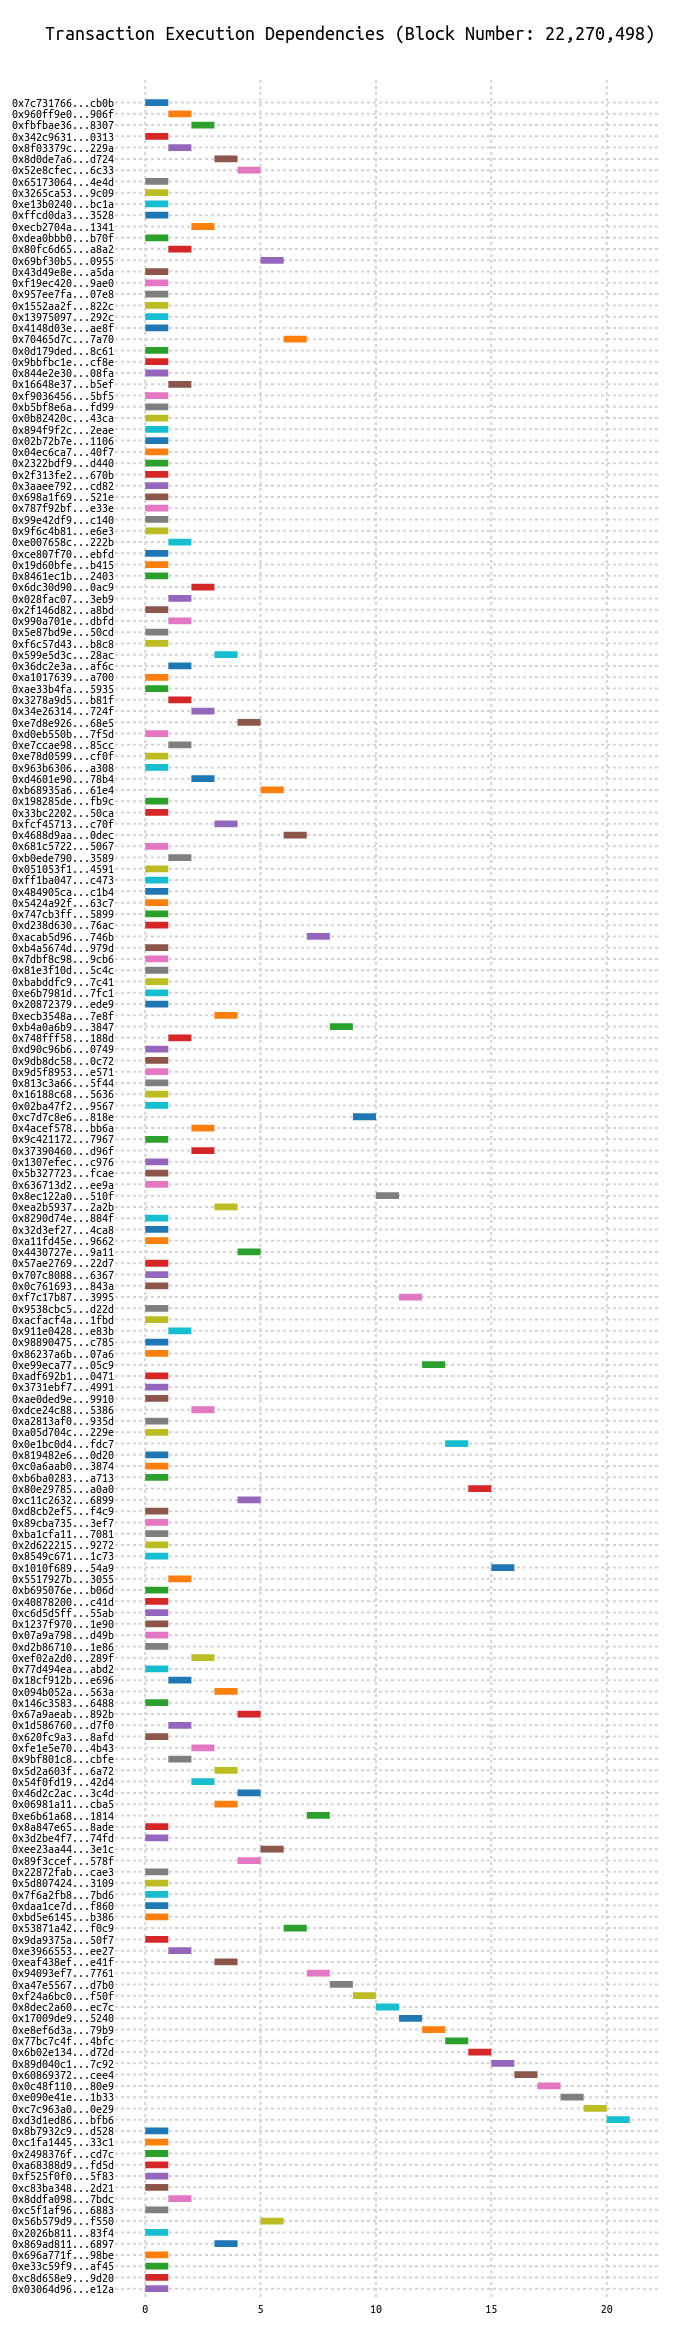 Transaction Execution Dependencies (Block Number: 22,270,498)
0x7c731766...cb0b
0x960ff9e0...906f
0xfbfbae36...8307
0x342c9631...0313
0x8f03379c...229a
0x8d0de7a6...d724
0x52e8cfec...6c33
0x65173064...4e4d
0x3265ca53...9c09
0xe13b0240...bc1a
0xffcd0da3...3528
0xecb2704a...1341
0xdea0bbb0...b70f
0x80fc6d65...a8a2
0x69bf30b5...0955
0x43d49e8e...a5da
0xf19ec420...9ae0
0x957ee7fa...07e8
0x1552aa2f...822c
0x13975097...292c
0x4148d03e...ae8f
0x70465d7c...7a70
0x0d179ded...8c61
0x9bbfbc1e...cf8e
0x844e2e30...08fa
0x16648e37...b5ef
0xf9036456...5bf5
0xb5bf8e6a...fd99
0x0b82420c...43ca
0x894f9f2c...2eae
0x02b72b7e...1106
0x04ec6ca7...40f7
0x2322bdf9...d440
0x2f313fe2...670b
0x3aaee792...cd82
0x698a1f69...521e
0x787f92bf...e33e
0x99e42df9...c140
0x9f6c4b81...e6e3
0xe007658c...222b
0xce807f70...ebfd
0x19d60bfe...b415
0x8461ec1b...2403
0x6dc30d90...0ac9
0x028fac07...3eb9
0x2f146d82...a8bd
0x990a701e...dbfd
0x5e87bd9e...50cd
0xf6c57d43...b8c8
0x599e5d3c...28ac
0x36dc2e3a...af6c
0xa1017639...a700
0xae33b4fa...5935
0x3278a9d5...b81f
0x34e26314...724f
0xe7d8e926...68e5
0xd0eb550b...7f5d
0xe7ccae98...85cc
0xe78d0599...cf0f
0x963b6306...a308
0xd4601e90...78b4
0xb68935a6...61e4
0x198285de...fb9c
0x33bc2202...50ca
0xfcf45713...c70f
0x4688d9aa...0dec
0x681c5722...5067
0xb0ede790...3589
0x051053f1...4591
0xff1ba047...c473
0x484905ca...c1b4
0x5424a92f...63c7
0x747cb3ff...5899
0xd238d630...76ac
0xacab5d96...746b
0xb4a5674d...979d
0x7dbf8c98...9cb6
0x81e3f10d...5c4c
0xbabddfc9...7c41
0xe6b7981d...7fc1
0x20872379...ede9
0xecb3548a...7e8f
0xb4a0a6b9...3847
0x748fff58...188d
0xd90c96b6...0749
0x9db8dc58...0c72
0x9d5f8953...e571
0x813c3a66...5f44
0x16188c68...5636
0x02ba47f2...9567
0xc7d7c8e6...818e
0x4acef578...bb6a
0x9c421172...7967
0x37390460...d96f
0x1307efec...c976
0x5b327723...fcae
0x636713d2...ee9a
0x8ec122a0...510f
0xea2b5937...2a2b
0x8290d74e...884f
0x32d3ef27...4ca8
0xa11fd45e...9662
0x4430727e...9a11
0x57ae2769...22d7
0x707c8088...6367
0x0c761693...843a
0xf7c17b87...3995
0x9538cbc5...d22d
0xacfacf4a...1fbd
0x911e0428...e83b
0x98890475...c785
0x86237a6b...07a6
0xe99eca77...05c9
0xadf692b1...0471
0x3731ebf7...4991
0xae0ded9e...9910
0xdce24c88...5386
0xa2813af0...935d
0xa05d704c...229e
0x0e1bc0d4...fdc7
0x819482e6...0d20
0xc0a6aab0...3874
0xb6ba0283...a713
0x80e29785...a0a0
0xc11c2632...6899
0xd8cb2ef5...f4c9
0x89cba735...3ef7
0xba1cfa11...7081
0x2d622215...9272
0x8549c671...1c73
0x1010f689...54a9
0x5517927b...3055
0xb695076e...b06d
0x40878200...c41d
0xc6d5d5ff...55ab
0x1237f970...1e90
0x07a9a798...d49b
0xd2b86710...1e86
0xef02a2d0...289f
0x77d494ea...abd2
0x18cf912b...e696
0x094b052a...563a
0x146c3583...6488
0x67a9aeab...892b
0x1d586760...d7f0
0x620fc9a3...8afd
0xfe1e5e70...4b43
0x9bf801c8...cbfe
0x5d2a603f...6a72
0x54f0fd19...42d4
0x46d2c2ac...3c4d
0x06981a11...cba5
0xe6b61a68...1814
0x8a847e65...8ade
0x3d2be4f7...74fd
0xee23aa44...3e1c
0x89f3ccef...578f
0x22872fab...cae3
0x5d807424...3109
0x7f6a2fb8...7bd6
0xdaa1ce7d...f860
0xbd5e6145...b386
0x53871a42...f0c9
0x9da9375a...50f7
0xe3966553...ee27
0xeaf438ef...e41f
0x94093ef7...7761
0xa47e5567...d7b0
0xf24a6bc0...f50f
0x8dec2a60...ec7c
0x17009de9...5240
0xe8ef6d3a...79b9
0x77bc7c4f...4bfc
0x6b02e134...d72d
0x89d040c1...7c92
0x60869372...cee4
0x0c48f110...80e9
0xe090e41e...1b33
0xc7c963a0...0e29
0xd3d1ed86...bfb6
0x8b7932c9...d528
0xc1fa1445...33c1
0x2498376f...cd7c
0xa68388d9...fd5d
0xf525f0f0...5f83
0xc83ba348...2d21
0x8ddfa098...7bdc
0xc5f1af96...6883
0x56b579d9...f550
0x2026b811...83f4
0x869ad811...6897
0x696a771f...98be
0xe33c59f9...af45
0xc8d658e9...9d20
0x03064d96...e12a
0 5 10 15 20